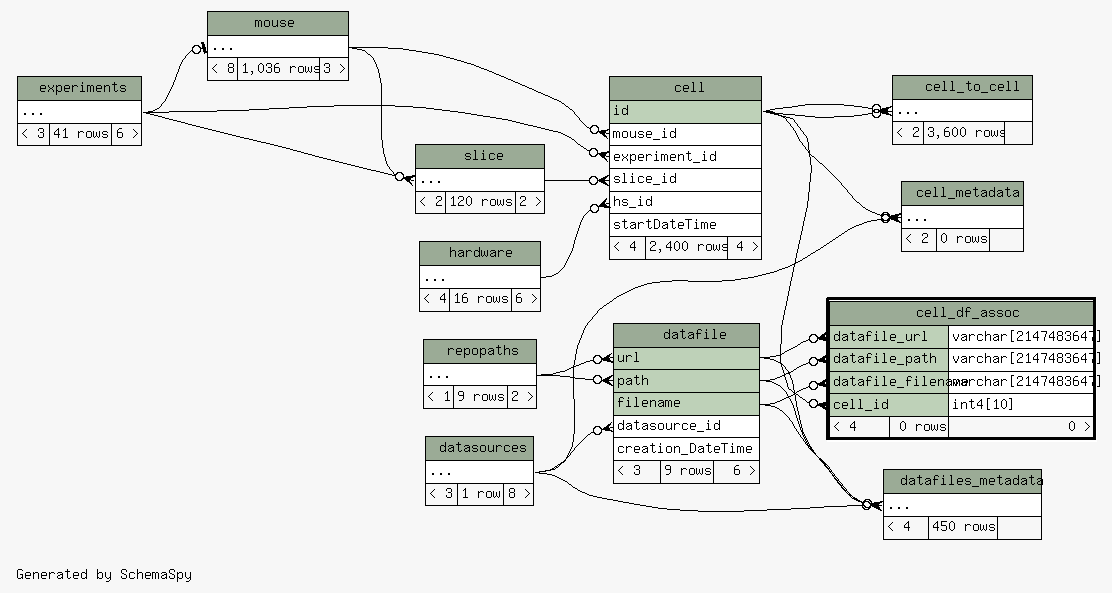 mouse
...
< 8 1,036 rows 3 >
experiments
...
< 3 41 rows 6 >
slice
...
< 2 120 rows 2 >
hardware
...
< 4 16 rows 6 >
repopaths
...
< 1 9 rows 2 >
datasources
...
< 3 1 row 8 >
cell
id
mouse_id
experiment_id
slice_id
hs_id
startDateTime
< 4 2,400 rows 4 >
datafile
url
path
filename
datasource_id
creation_DateTime
< 3 9 rows 6 >
cell_to_cell
...
< 2 3,600 rows
cell_metadata
...
< 2 0 rows
cell_df_assoc
datafile_url varchar[2147483647]
datafile_path varchar[2147483647]
datafile_filename varchar[2147483647]
cell_id int4[10]
< 4 0 rows 0 >
datafiles_metadata
...
< 4 450 rows
Generated by SchemaSpy